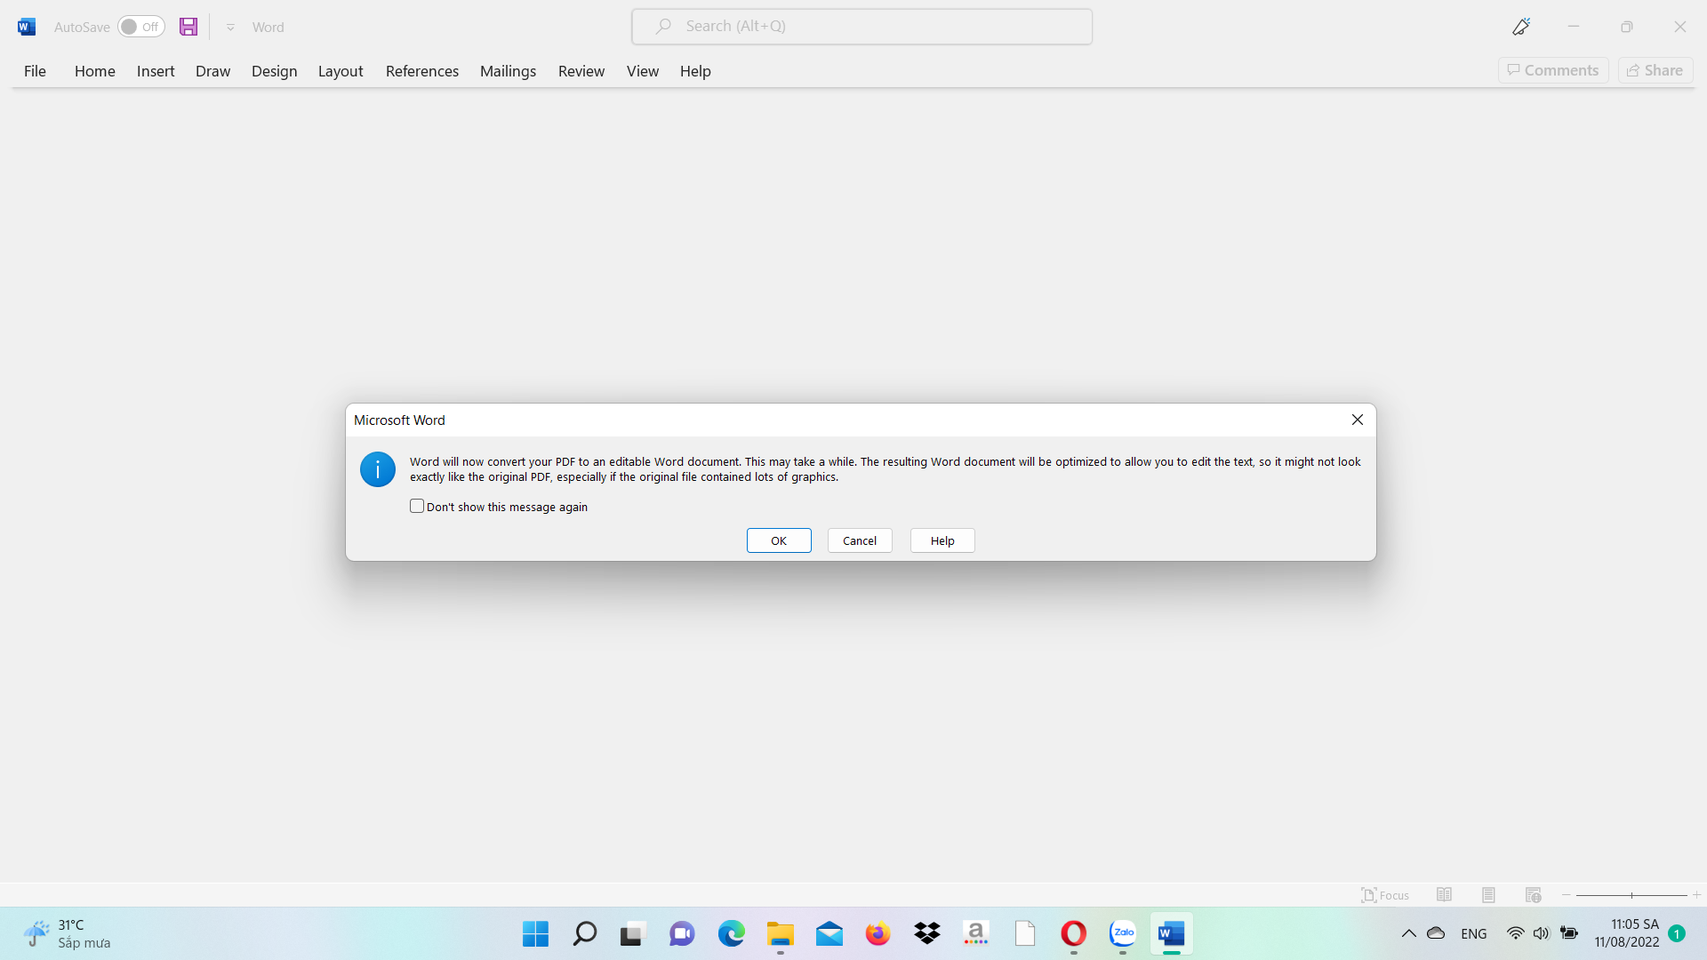 W AutoSave Off Word Search (Alt+Q)
File Home Insert Draw Design Layout References Mailings Review View Help Comments Share
Microsoft Word
Word will now convert your PDF to an editable Word document. This may take a while. The resulting Word document will be optimized to allow you to edit the text, so it might not look
exactly like the original PDF, especially if the original file contained lots of graphics.
Don't show this message again
OK Cancel Help
Focus
31°C
Sắp mưa
a
Zalo
W
ENG
11:05 SA
11/08/2022
1